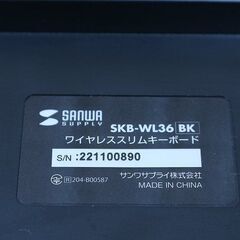 SANWA
SUPPLY
SKB-WL36 BK
ワイヤレススリムキーボード
S/N :221100890
R 204-B00587
サンワサプライ株式会社
MADE IN CHINA